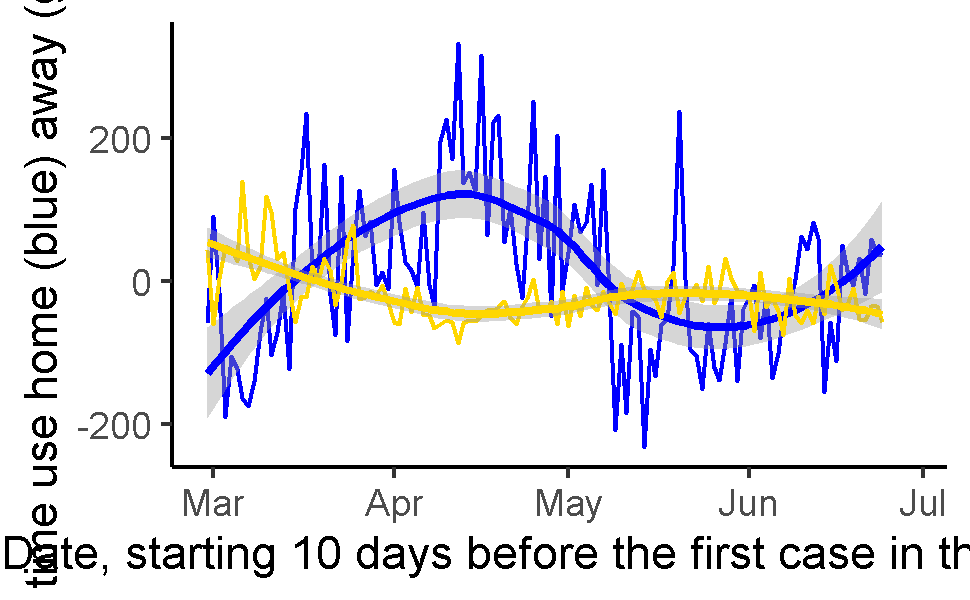 time use home (blue) away (
200
0
-200
Mar Apr May Jun Jul
Date, starting 10 days before the first case in th